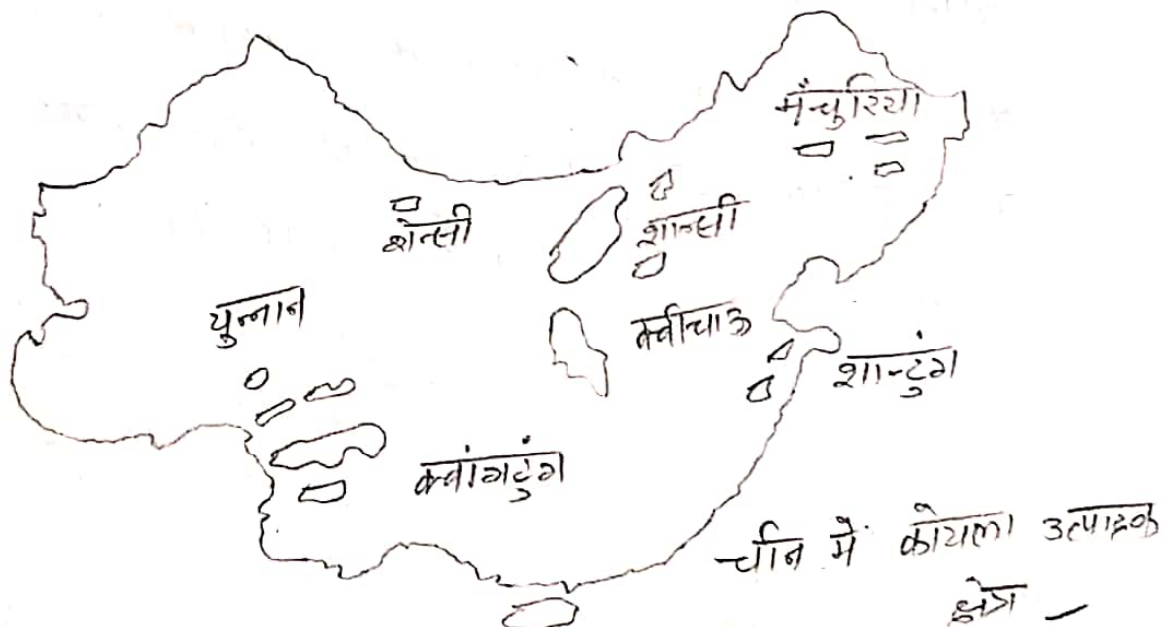 मँचुरिया
शेन्सी
शान्सी
युन्नान
क्वीचाऊ
शान्टुंग
क्वांगटुंग
चीन में कोयला उत्पादक
क्षेत्र –